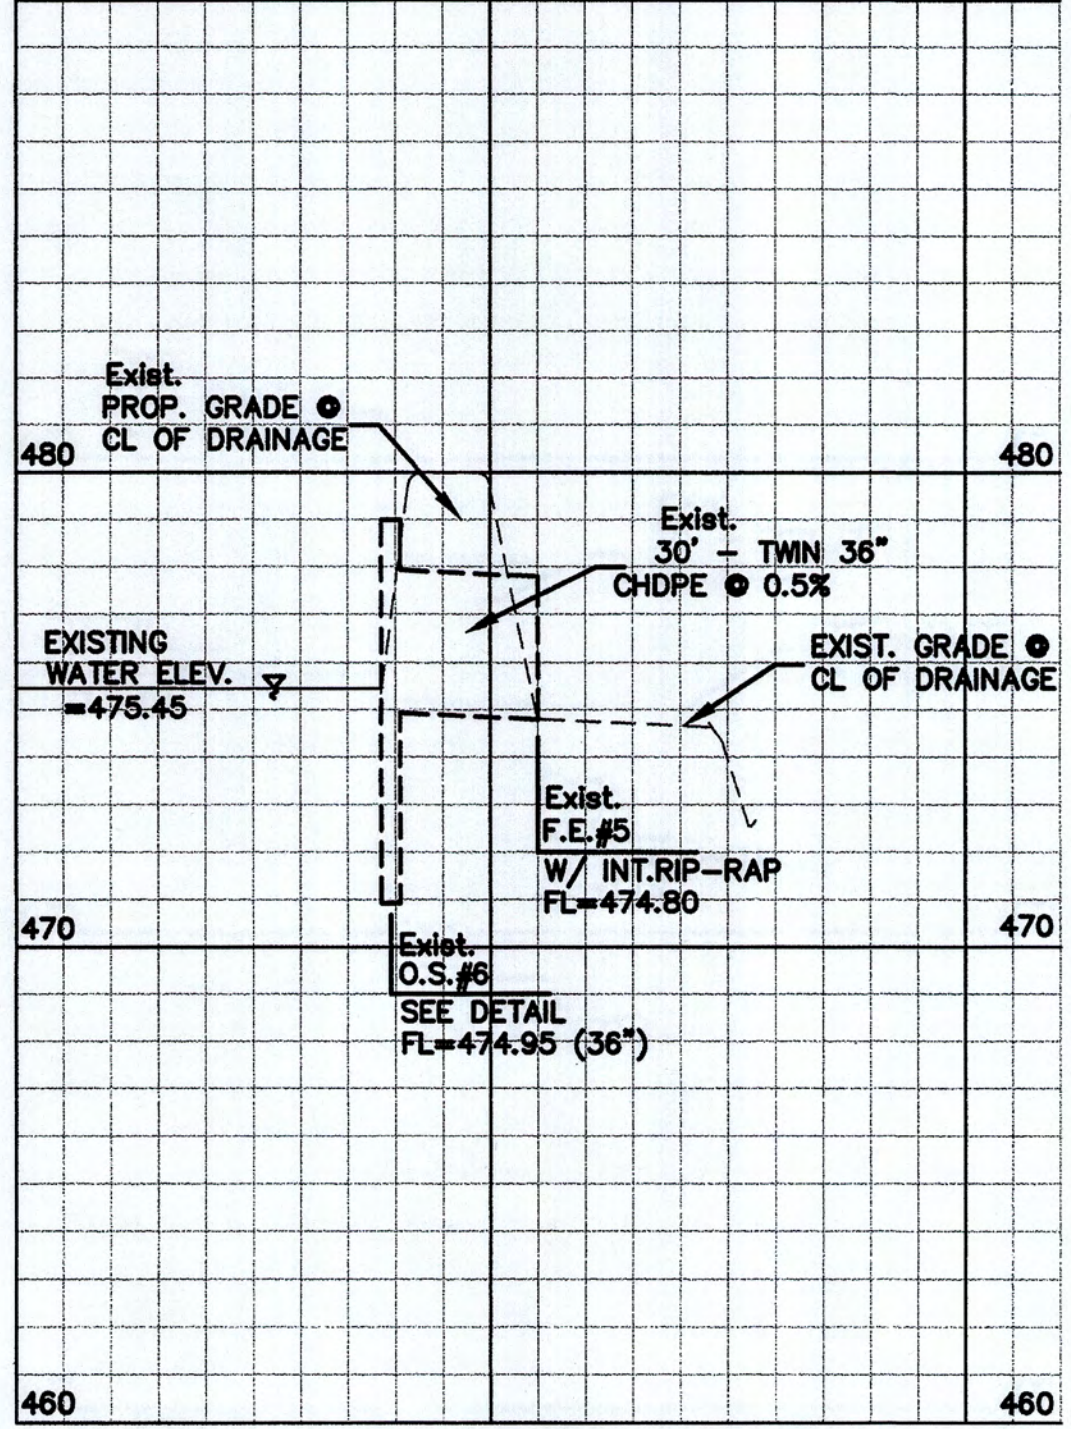 Exist.
PROP. GRADE @
CL OF DRAINAGE
480
480
Exist.
30' - TWIN 36"
CHDPE @ 0.5%
EXISTING
WATER ELEV.
=475.45
EXIST. GRADE @
CL OF DRAINAGE
Exist.
F.E.#5
W/ INT.RIP-RAP
FL=474.80
470
470
Exist.
O.S.#6
SEE DETAIL
FL=474.95 (36")
460
460